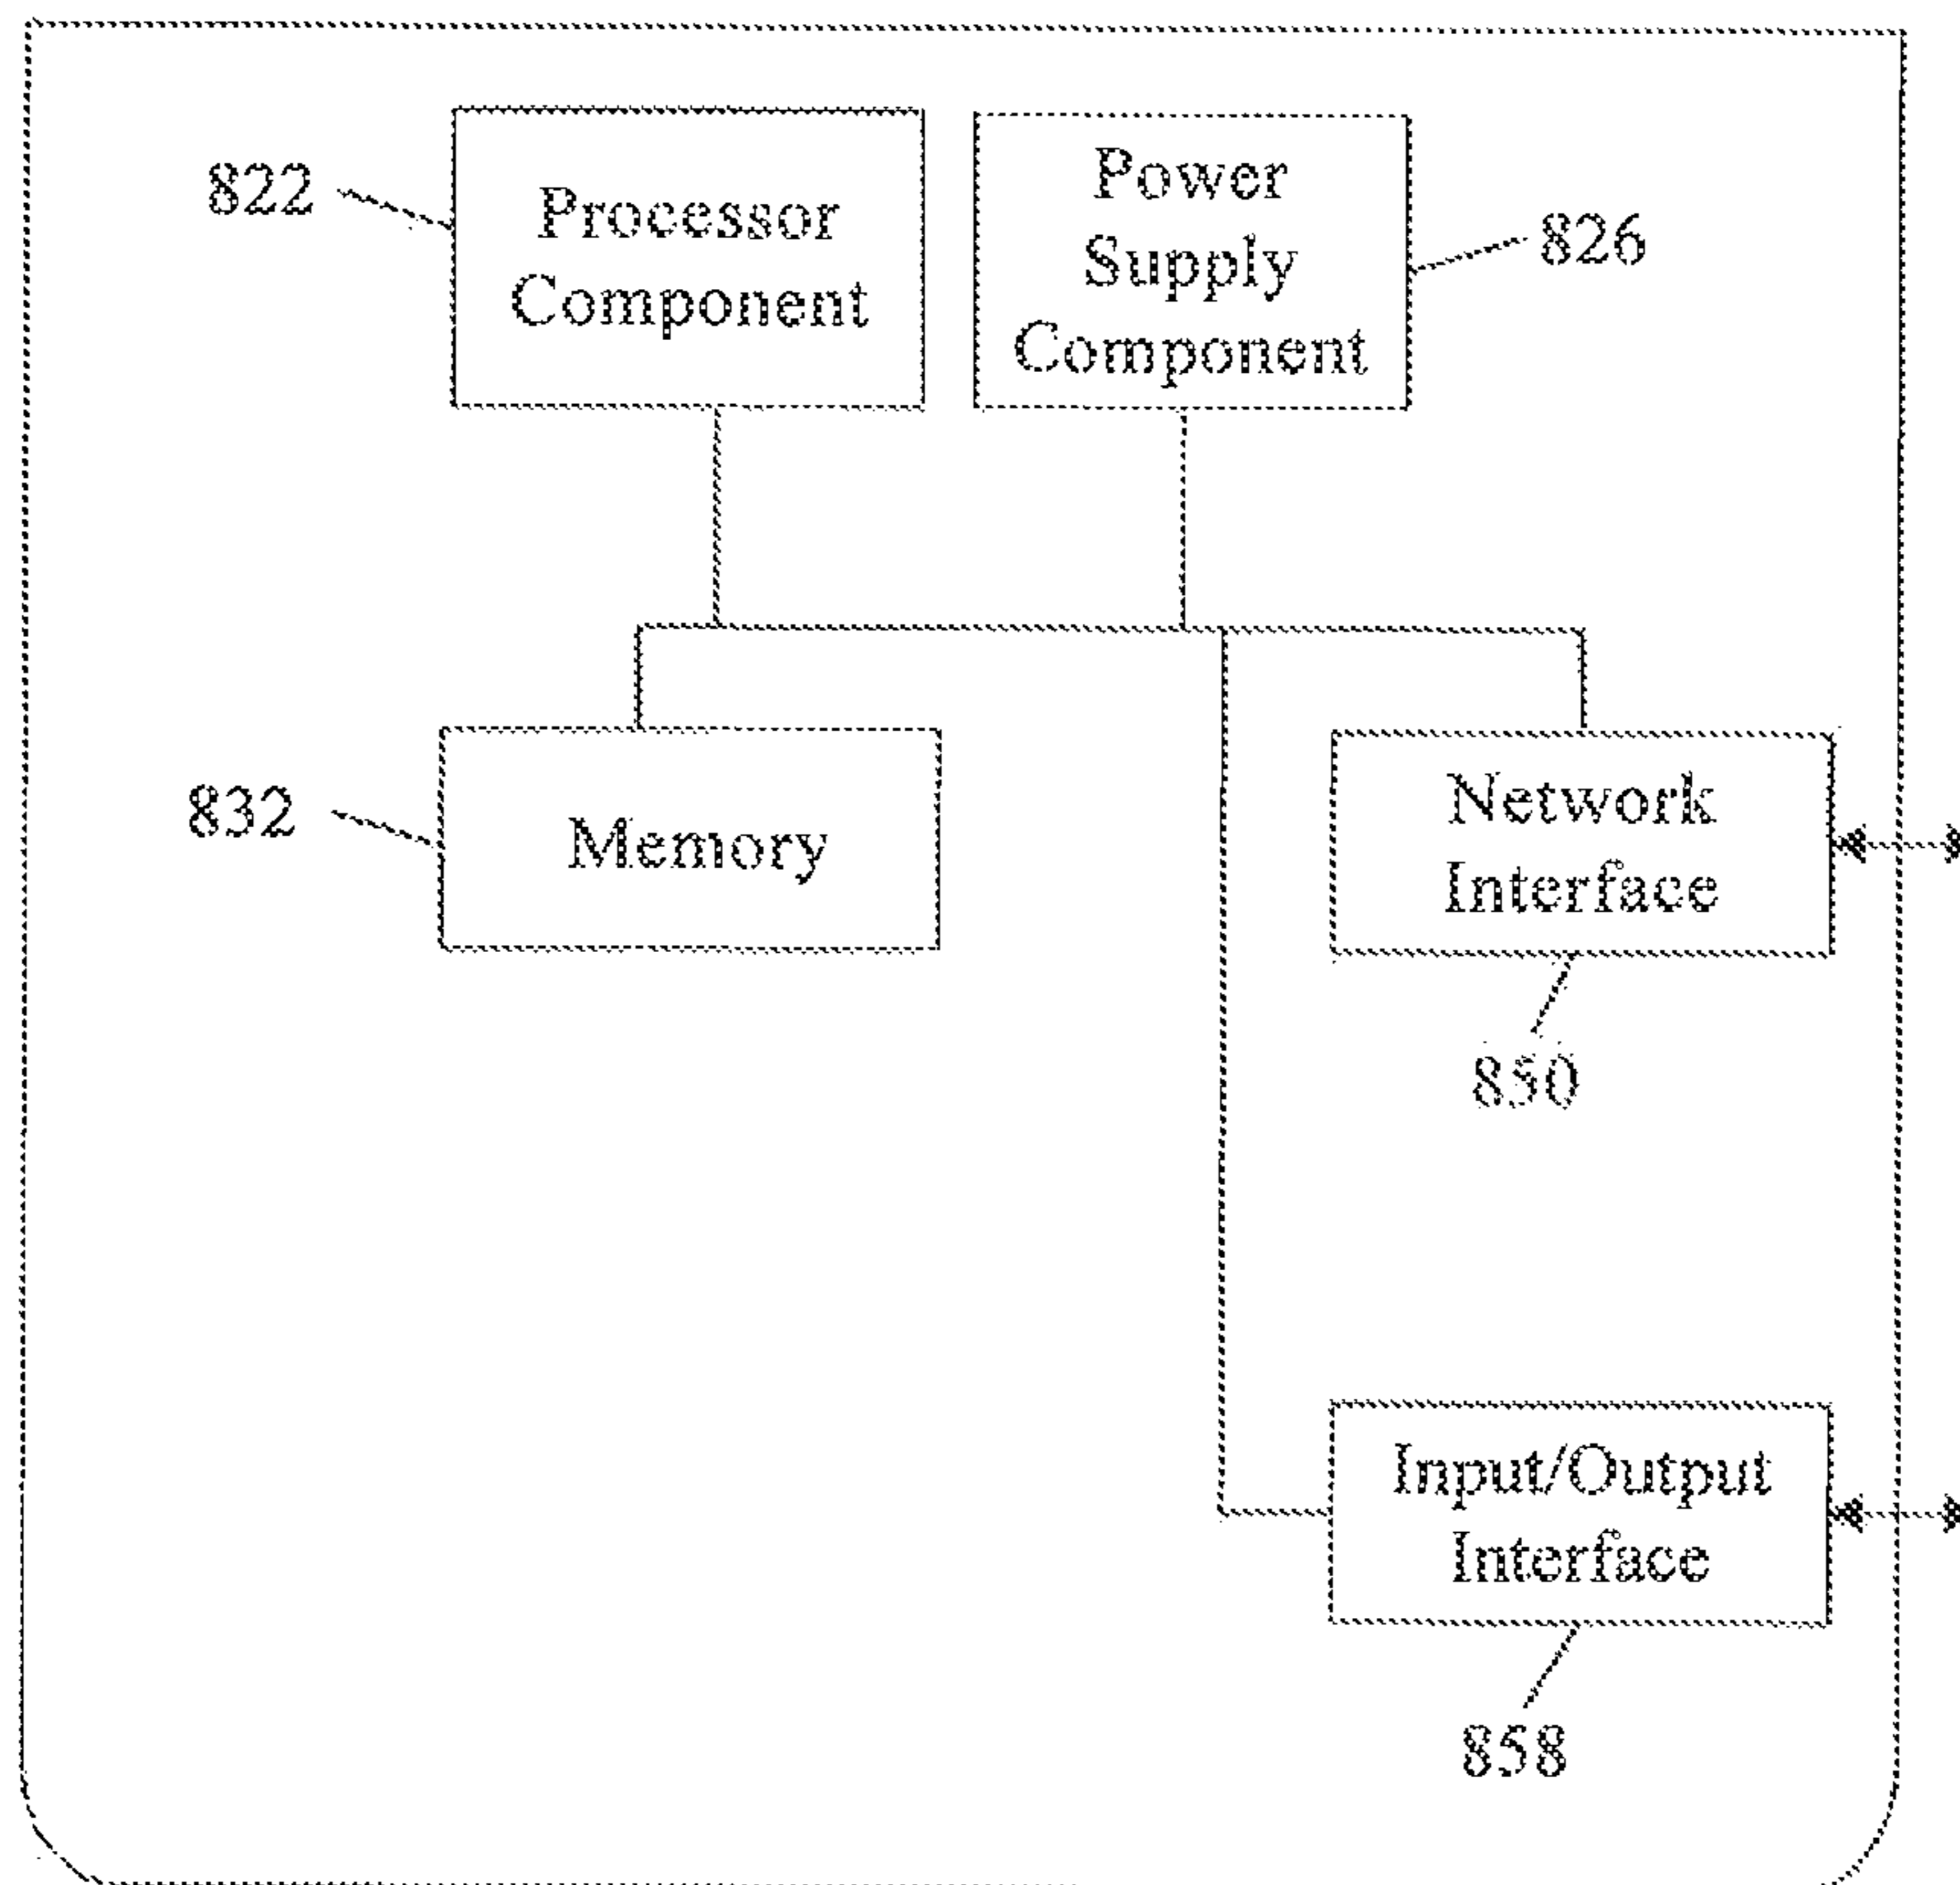 822
Processor
Component
Power
Supply
Component
826
832
Memory
Network
Interface
850
Input/Output
Interface
858